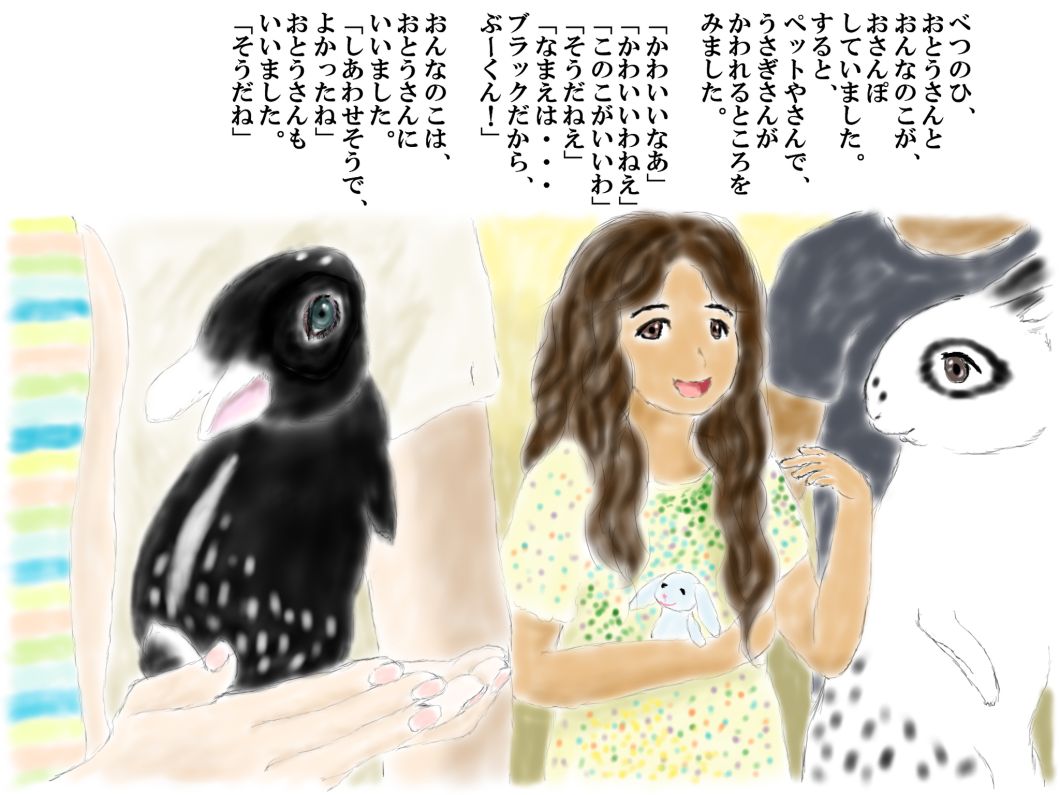 べつのひ、
おとうさんと
おんなのこが、
おさんぽ
していました。
すると、
ペットやさんで、
うさぎさんが
かわれるところを
みました。
「かわいいなあ」
「かわいいわねえ」
「このこがいいわ」
「そうだねえ」
「なまえは・・・
ブラックだから、
ぶーくん！」
おんなのこは、
おとうさんに
いいました。
「しあわせそうで、
よかったね」
おとうさんも
いいました。
「そうだね」